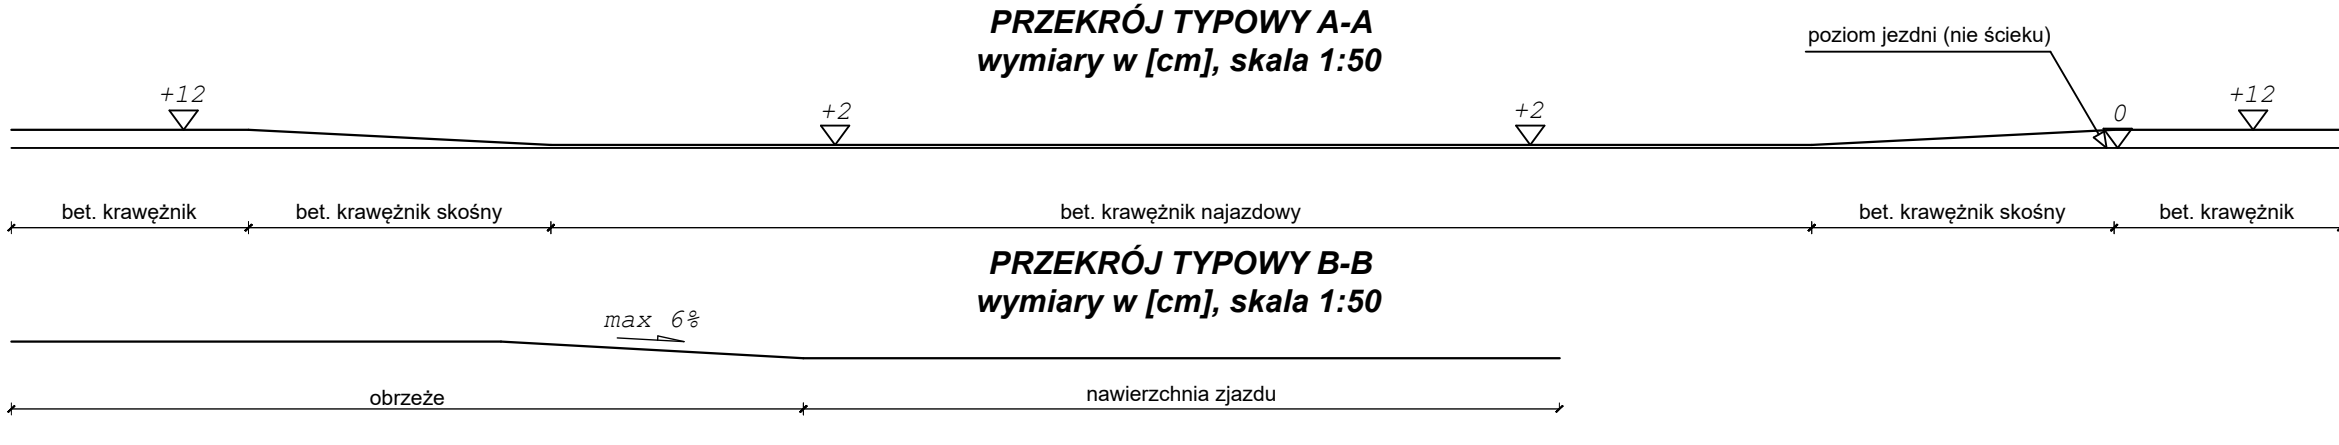 PRZEKRÓJ TYPOWY A-A
wymiary w [cm], skala 1:50
poziom jezdni (nie ścieku)
+12
+2
+2
0
+12
bet. krawężnik
bet. krawężnik skośny
bet. krawężnik najazdowy
bet. krawężnik skośny
bet. krawężnik
PRZEKRÓJ TYPOWY B-B
wymiary w [cm], skala 1:50
max 6%
obrzeże
nawierzchnia zjazdu